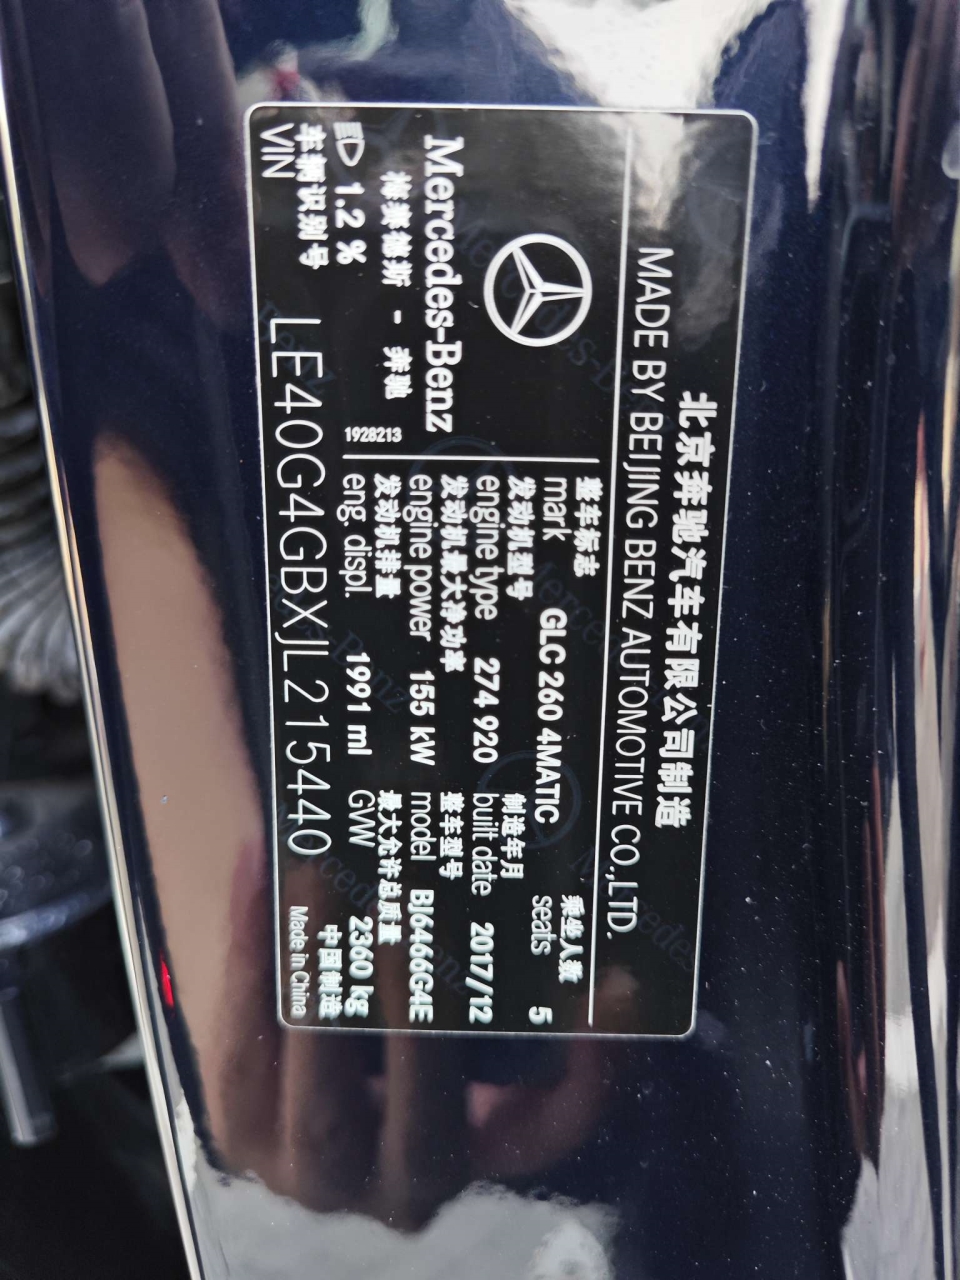 北京奔驰汽车有限公司制造
MADE BY BEIJING BENZ AUTOMOTIVE CO.,LTD.
Mercedes-Benz
梅赛德斯 - 奔驰
1.2 %
1928213
整车标志
mark GLC 260 4MATIC
乘坐人数
seats 5
发动机型号
engine type 274 920
制造年月
built date 2017/12
发动机最大净功率
engine power 155 kW
整车型号
model BJ6466G4E
发动机排量
eng. displ. 1991 ml
最大允许总质量
GVW 2360 kg
车辆识别号
VIN LE40G4GBXJL215440
中国制造
Made in China